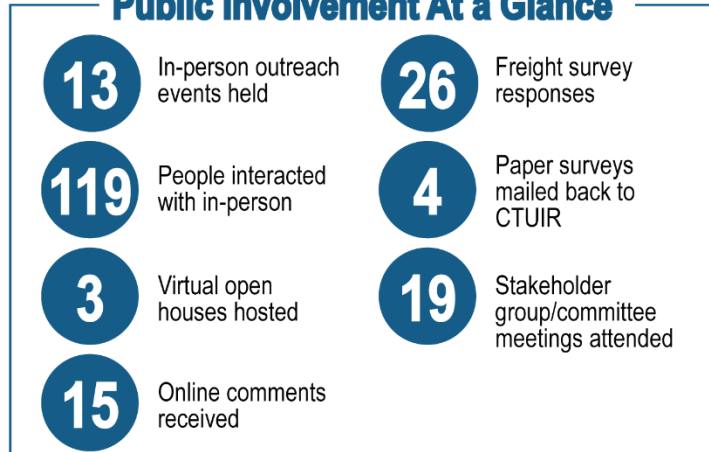 Public Involvement At a Glance
13
In-person outreach
events held
119
People interacted
with in-person
3
Virtual open
houses hosted
15
Online comments
received
26
Freight survey
responses
4
Paper surveys
mailed back to
CTUIR
19
Stakeholder
group/committee
meetings attended